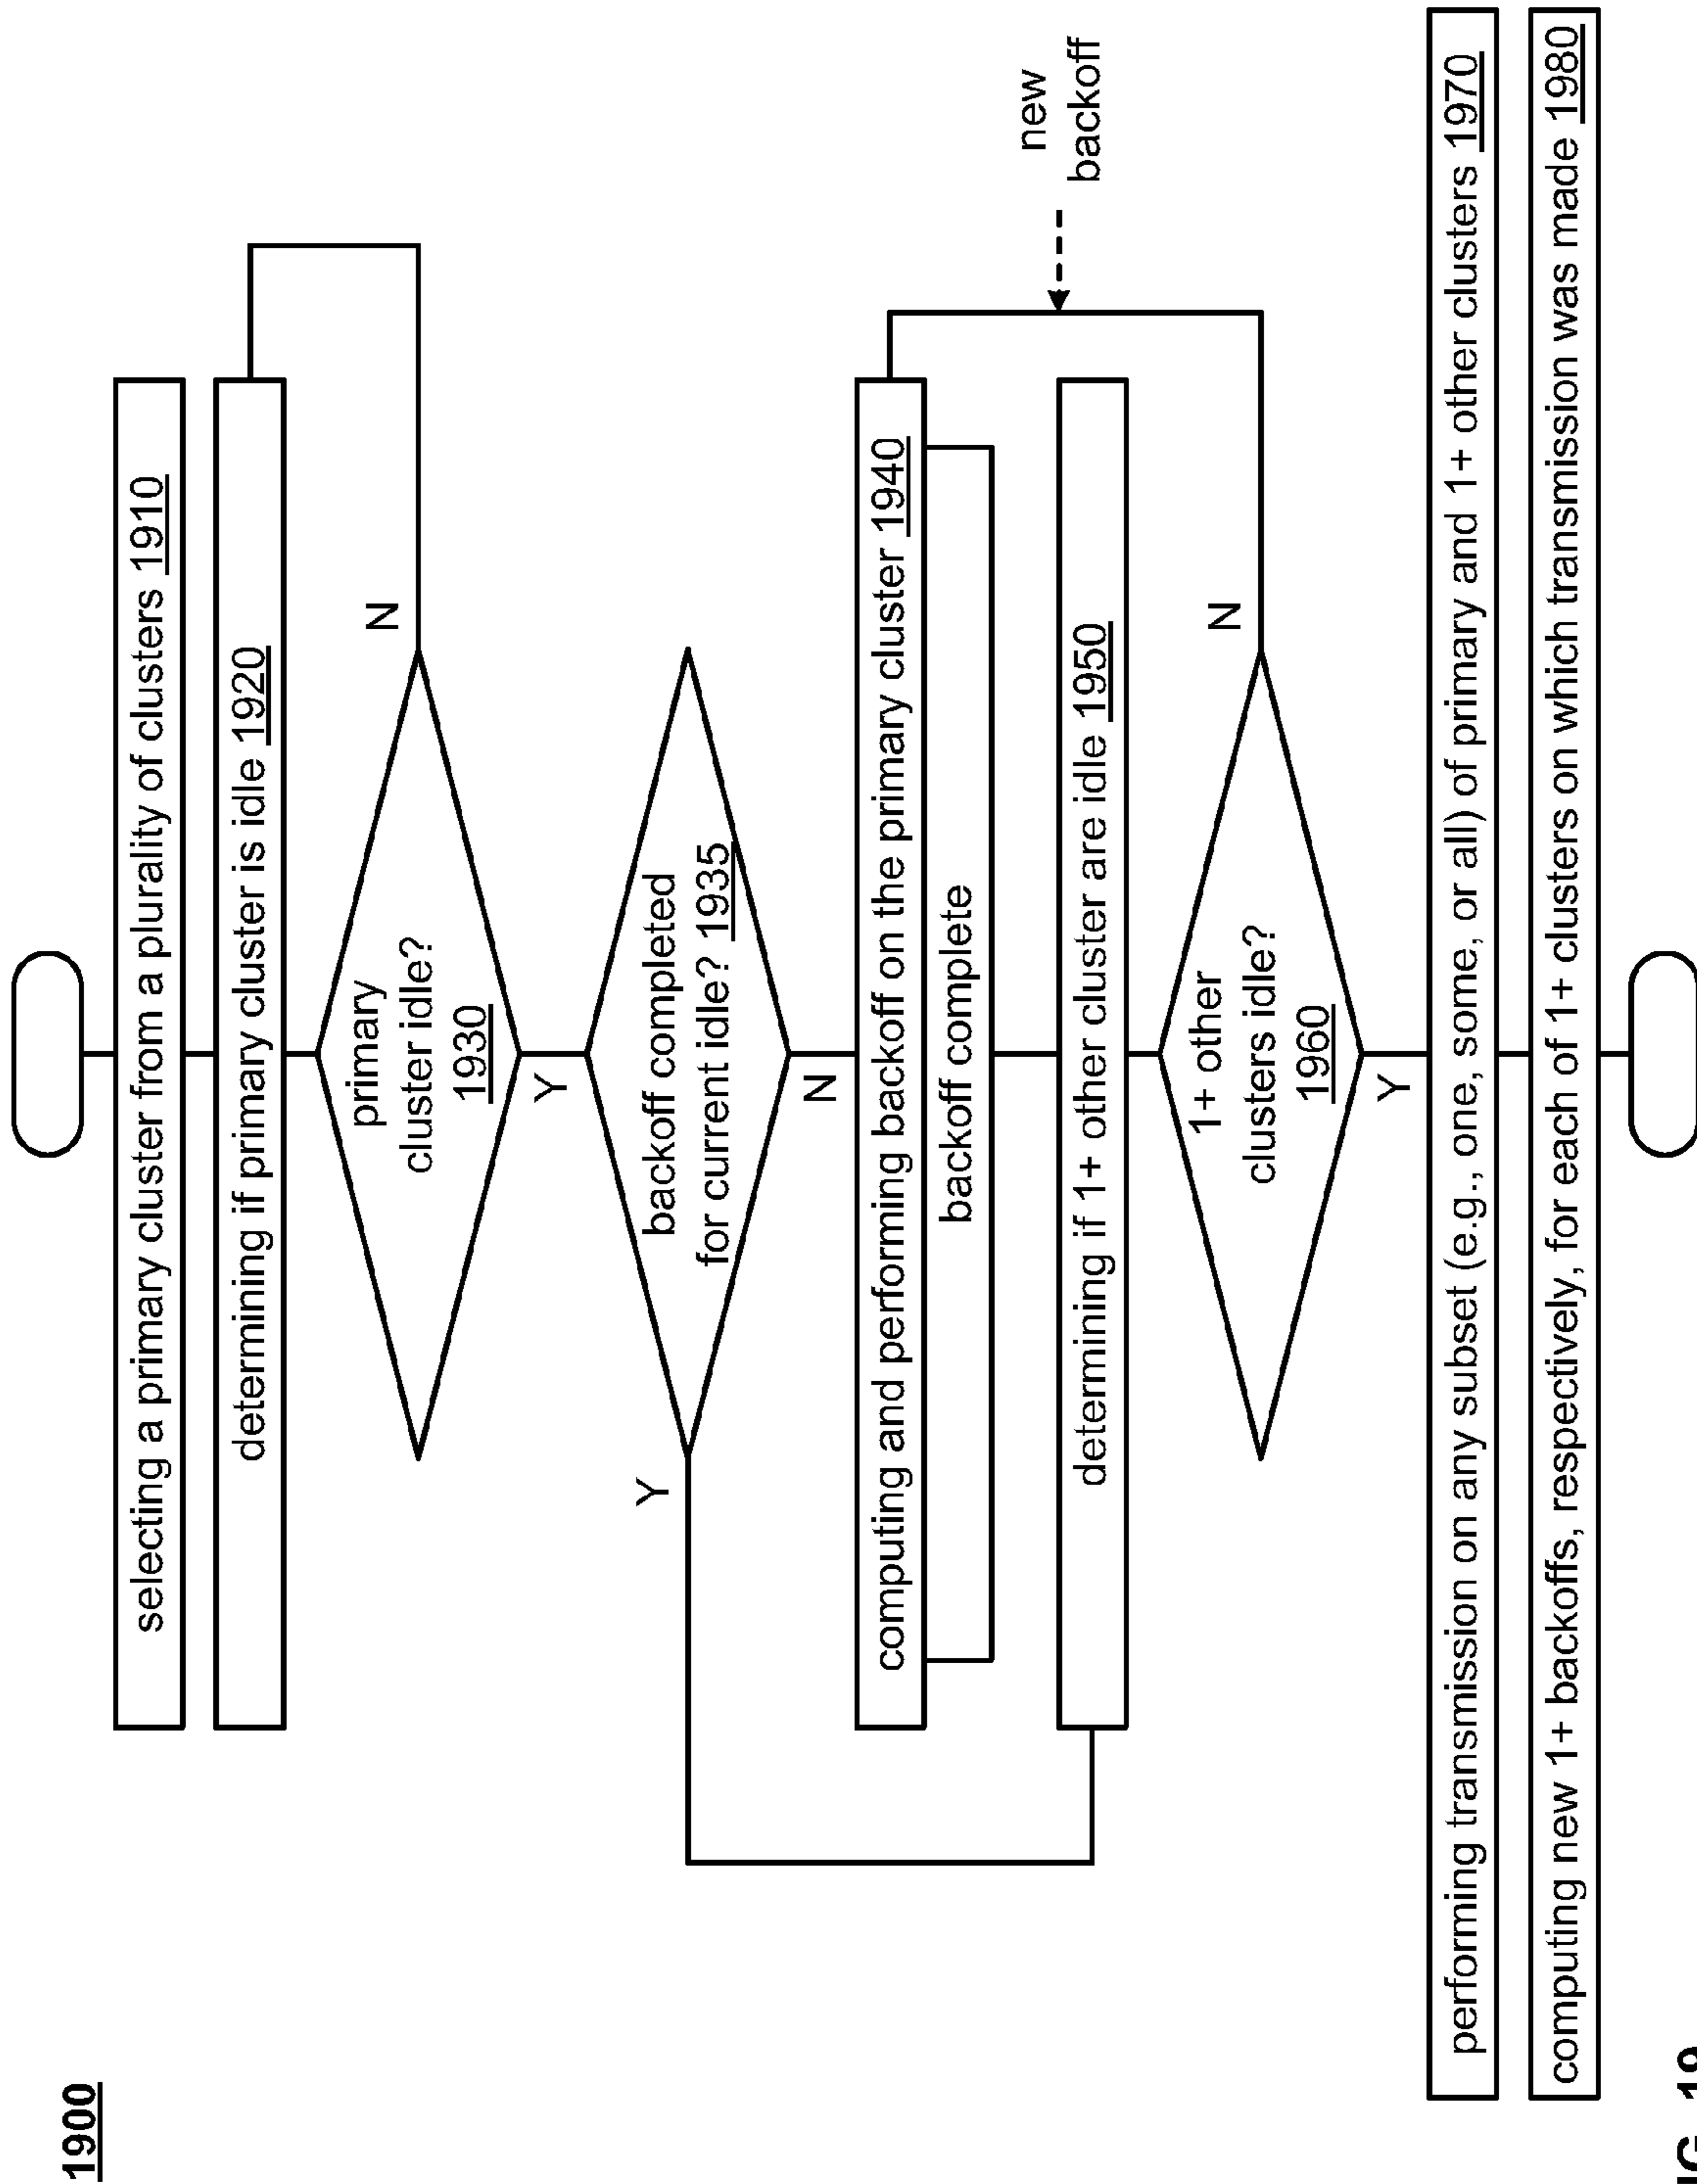 1900
selecting a primary cluster from a plurality of clusters 1910
determining if primary cluster is idle 1920
primary
cluster idle?
1930
N
Y
backoff completed
for current idle? 1935
Y
N
computing and performing backoff on the primary cluster 1940
backoff complete
new
backoff
determining if 1+ other cluster are idle 1950
1+ other
clusters idle?
1960
N
Y
performing transmission on any subset (e.g., one, some, or all) of primary and 1+ other clusters 1970
computing new 1+ backoffs, respectively, for each of 1+ clusters on which transmission was made 1980